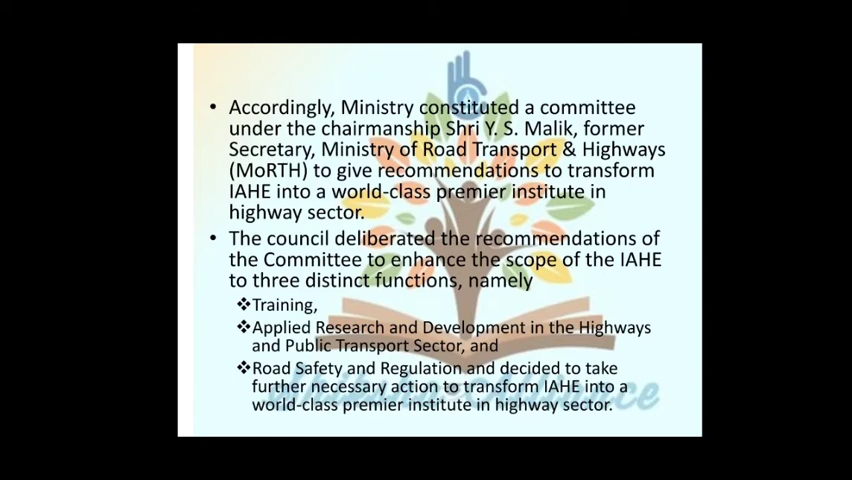 • Accordingly, Ministry constituted a committee
under the chairmanship Shri Y. S. Malik, former
Secretary, Ministry of Road Transport & Highways
(MoRTH) to give recommendations to transform
IAHE into a world-class premier institute in
highway sector.
• The council deliberated the recommendations of
the Committee to enhance the scope of the IAHE
to three distinct functions, namely
❖Training,
❖Applied Research and Development in the Highways
and Public Transport Sector, and
❖Road Safety and Regulation and decided to take
further necessary action to transform IAHE into a
world-class premier institute in highway sector.